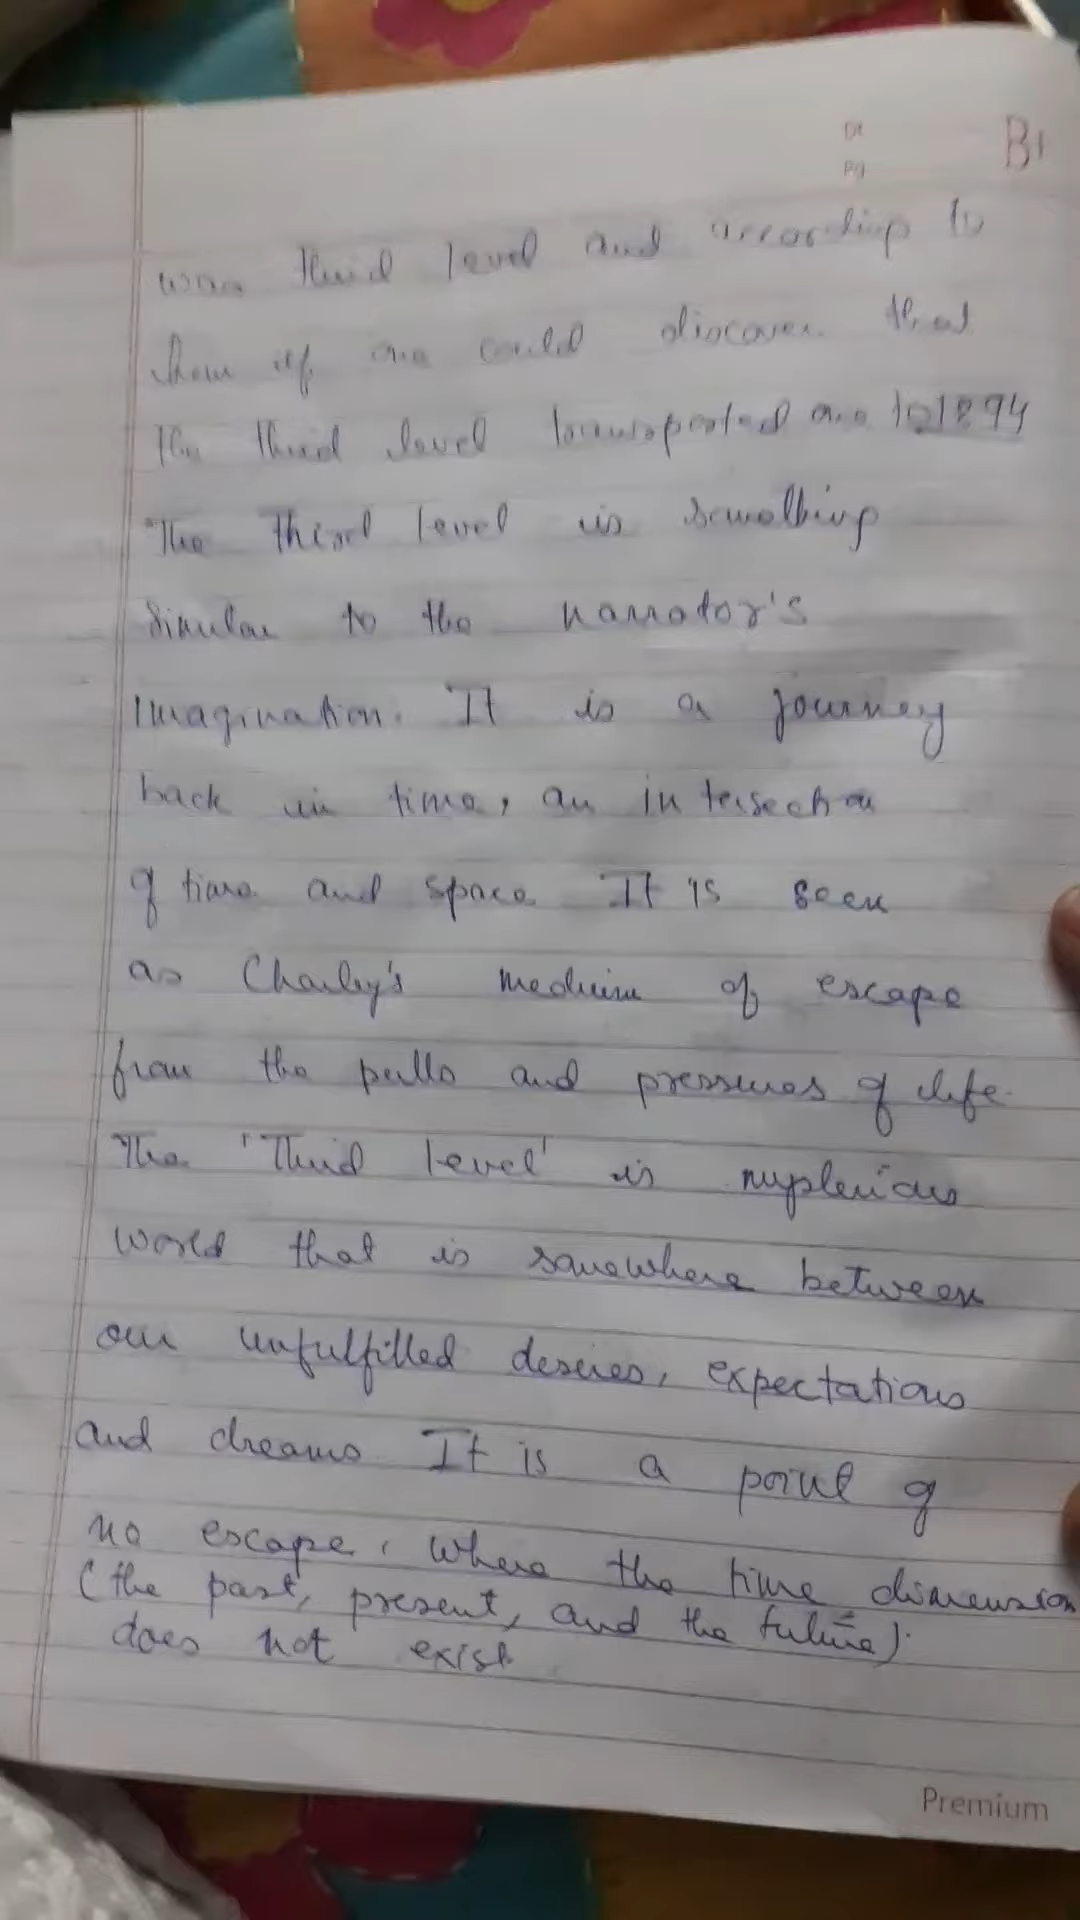 Dt
Pg
B1
was third level and according to
him if one could discover that
the third level transported one to 1894
The third level is something
similar to the narrator's
Imagination. It is a journey
back in time, an intersection
of time and space It is seen
as Charley's medium of escape
from the pulls and pressures of life.
The 'Third level' is mysterious
world that is somewhere between
our unfulfilled desires, expectations
and dreams. It is a point of
no escape, where the time dimension
(the past, present, and the future)
does not exist
Premium